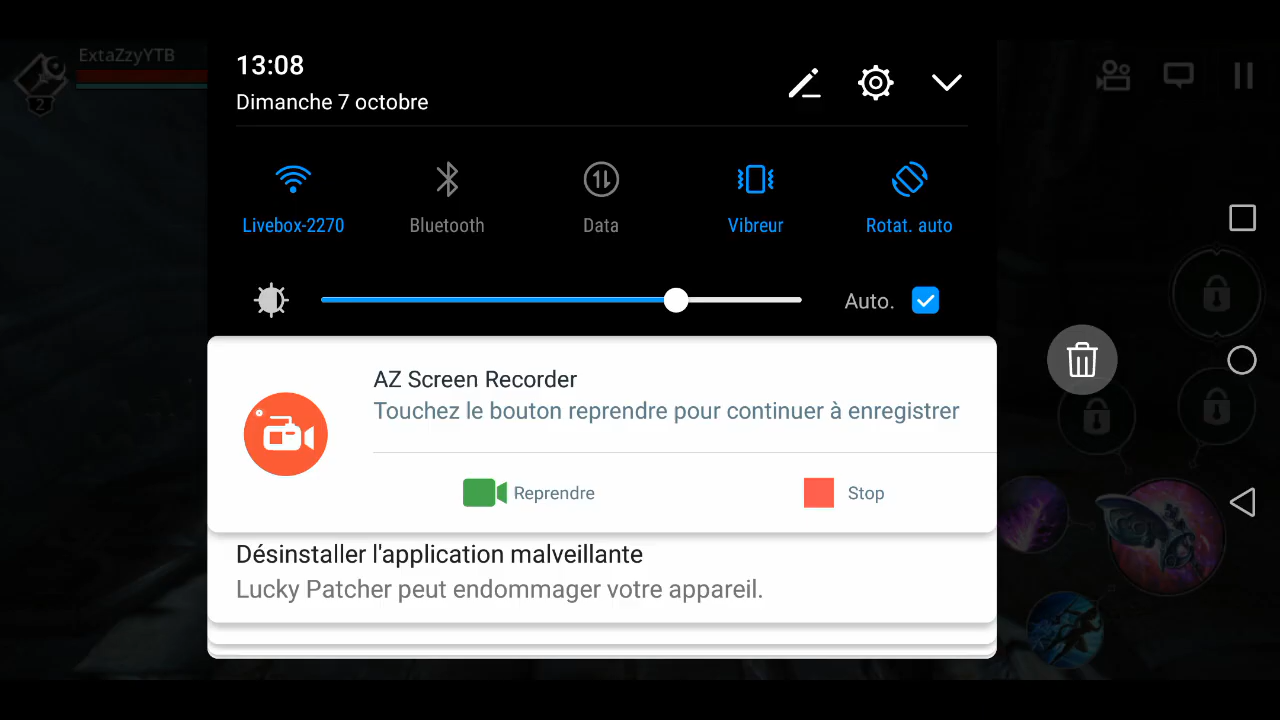 ExtaZzyYTB
2
13:08
Dimanche 7 octobre
Livebox-2270
Bluetooth
Data
Vibreur
Rotat. auto
Auto.
AZ Screen Recorder
Touchez le bouton reprendre pour continuer à enregistrer
Reprendre
Stop
Désinstaller l'application malveillante
Lucky Patcher peut endommager votre appareil.